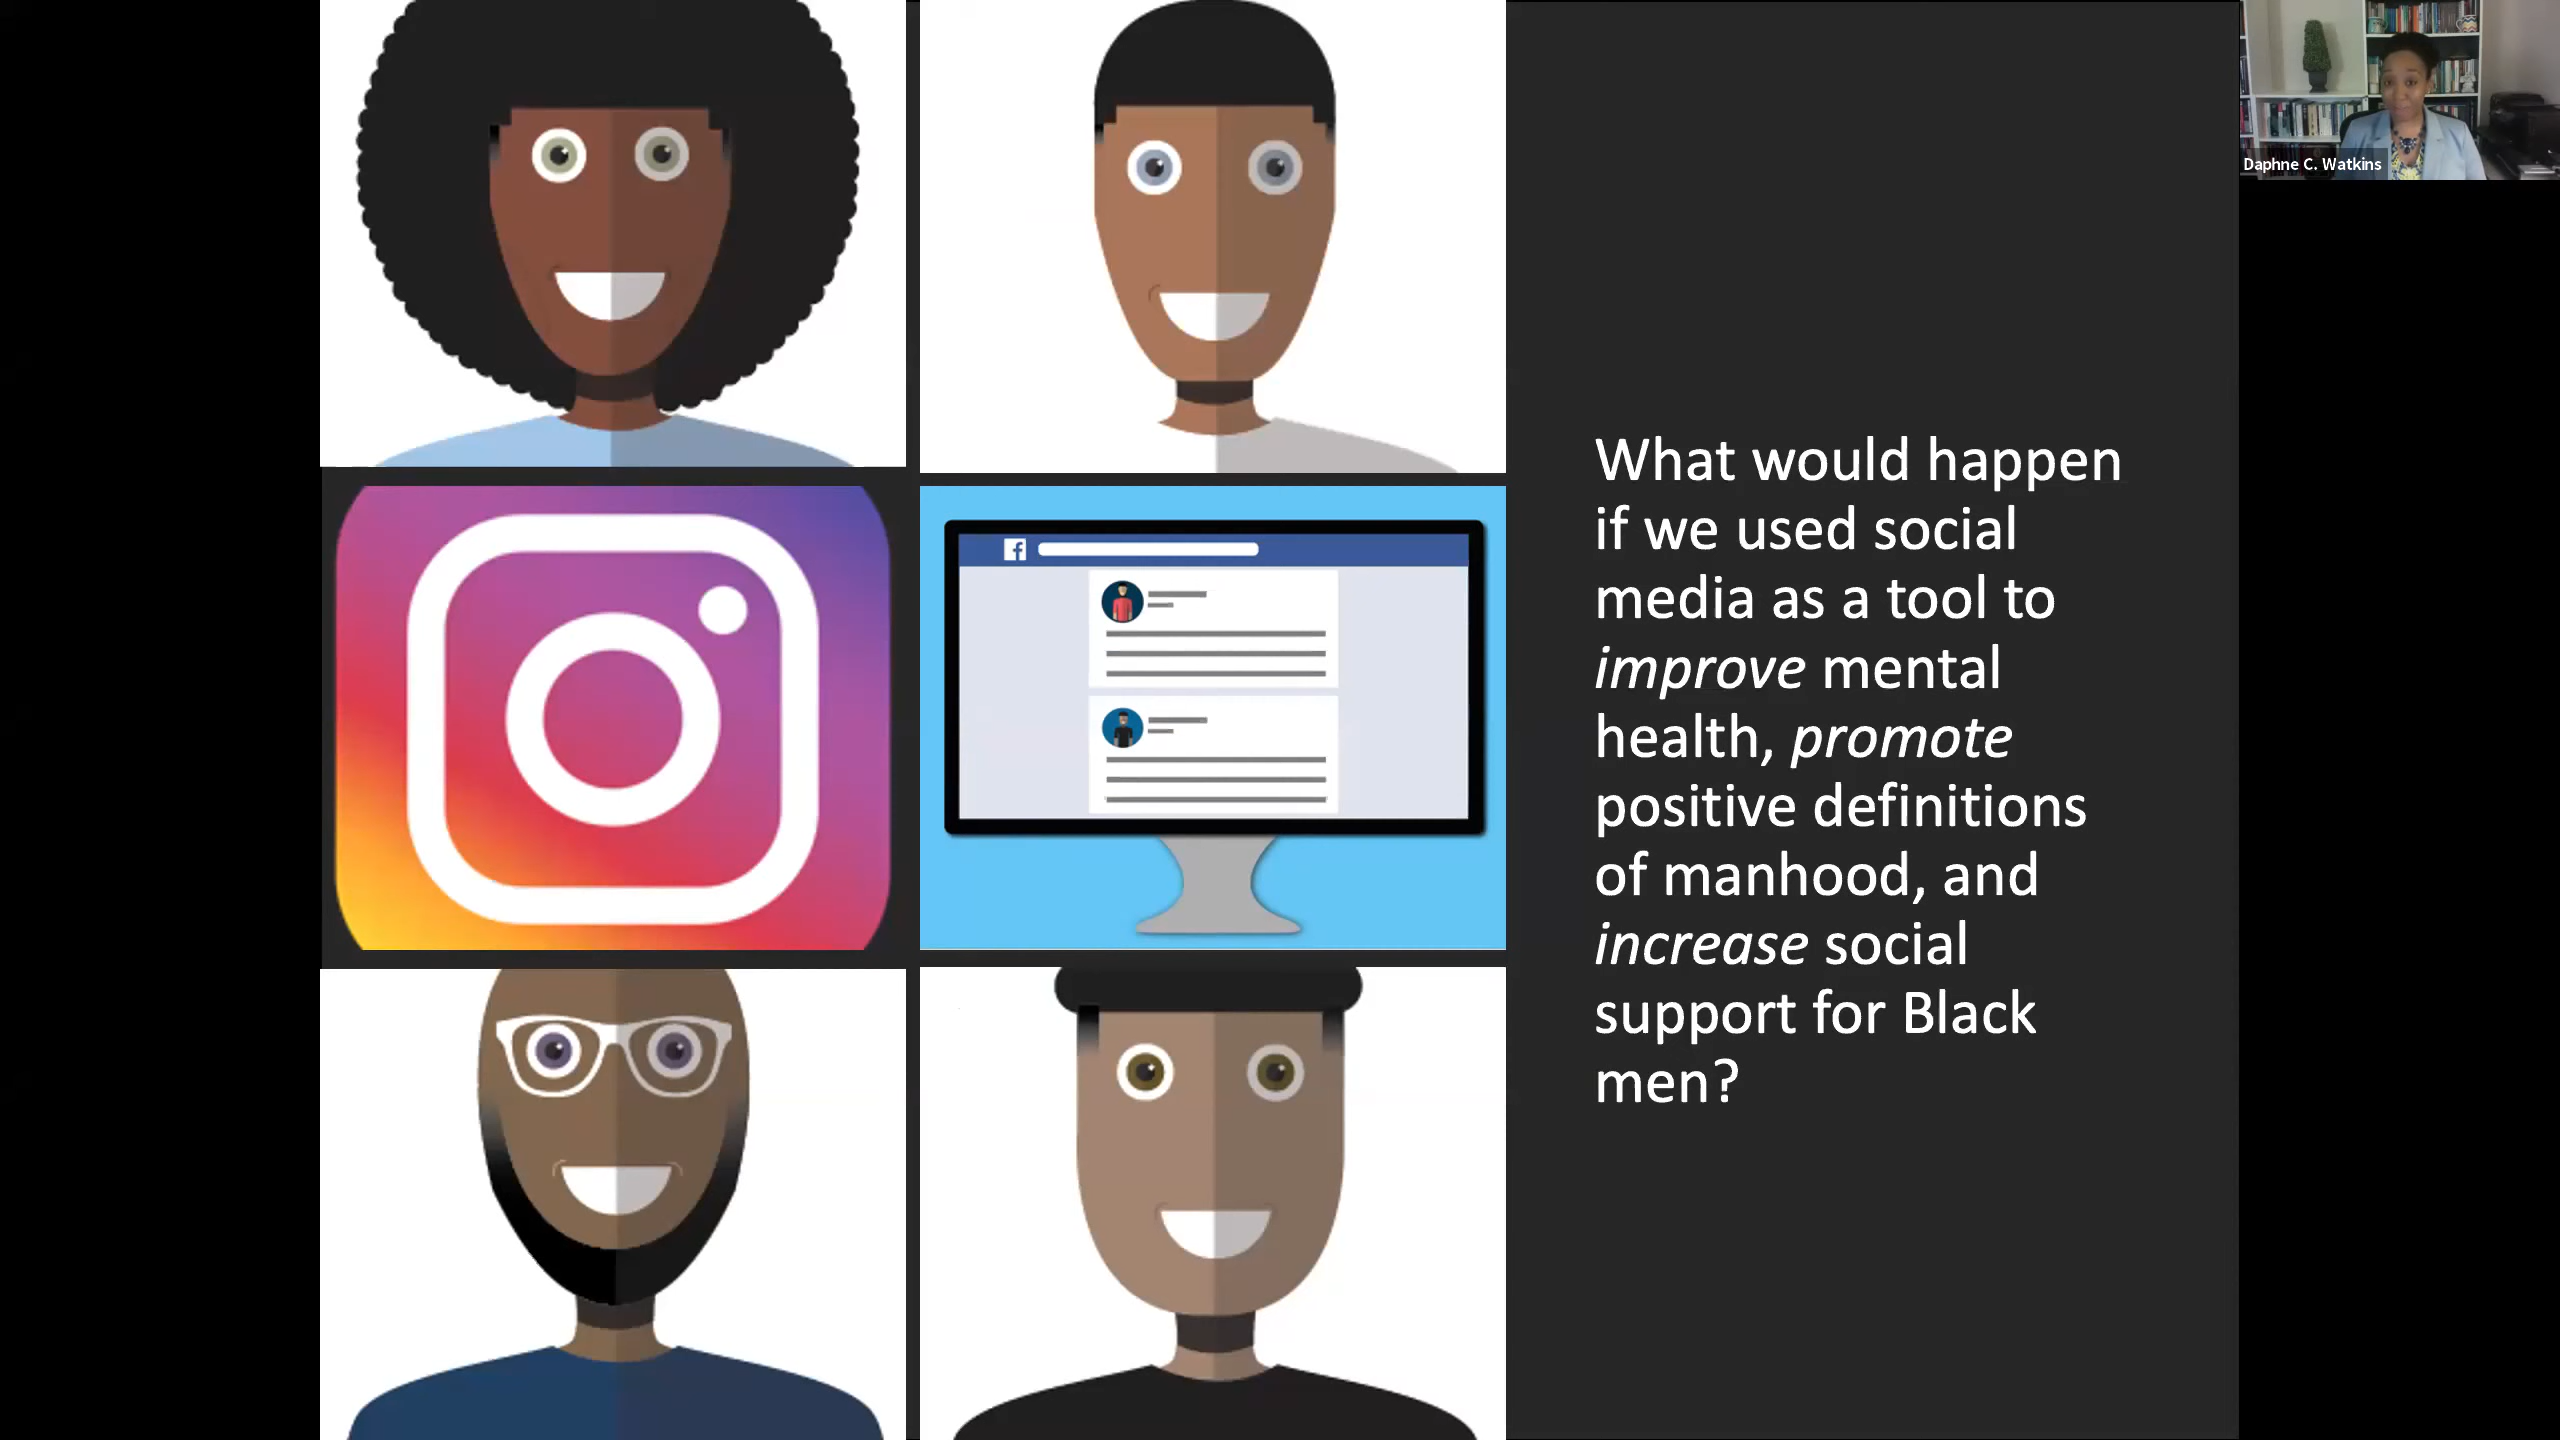 Daphne C. Watkins
What would happen
if we used social
media as a tool to
improve mental
health, promote
positive definitions
of manhood, and
increase social
support for Black
men?